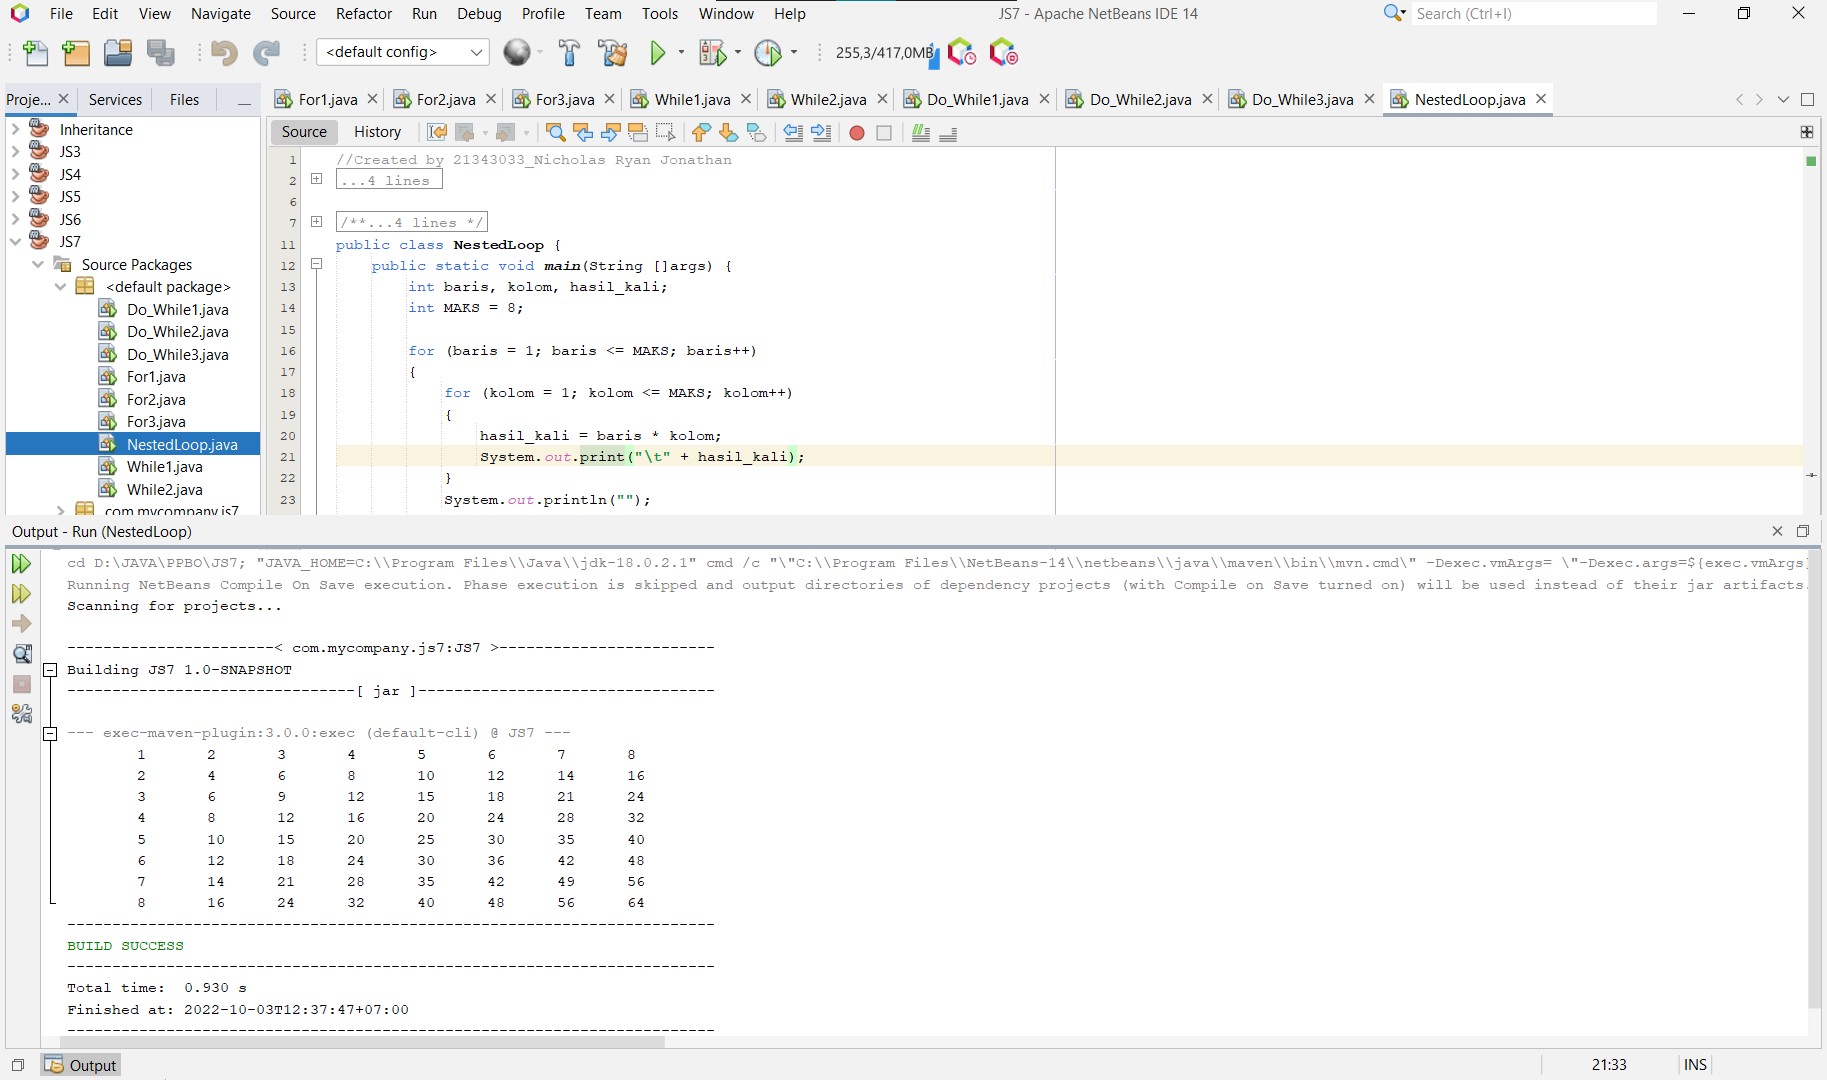 File Edit View Navigate Source Refactor Run Debug Profile Team Tools Window Help JS7 - Apache NetBeans IDE 14 Search (Ctrl+I)
<default config> 255,3/417,0MB
Proje... Services Files For1.java For2.java For3.java While1.java While2.java Do_While1.java Do_While2.java Do_While3.java NestedLoop.java
Source History
Inheritance
JS3
JS4
JS5
JS6
JS7
Source Packages
<default package>
Do_While1.java
Do_While2.java
Do_While3.java
For1.java
For2.java
For3.java
NestedLoop.java
While1.java
While2.java
com.mycompany.js7
1 //Created by 21343033_Nicholas Ryan Jonathan
2 ...4 lines
6
7 /**...4 lines */
11 public class NestedLoop {
12 public static void main(String []args) {
13 int baris, kolom, hasil_kali;
14 int MAKS = 8;
15
16 for (baris = 1; baris <= MAKS; baris++)
17 {
18 for (kolom = 1; kolom <= MAKS; kolom++)
19 {
20 hasil_kali = baris * kolom;
21 System.out.print("\t" + hasil_kali);
22 }
23 System.out.println("");
Output - Run (NestedLoop)
cd D:\JAVA\PPBO\JS7; "JAVA_HOME=C:\\Program Files\\Java\\jdk-18.0.2.1" cmd /c "\"C:\\Program Files\\NetBeans-14\\netbeans\\java\\maven\\bin\\mvn.cmd\" -Dexec.vmArgs= \"-Dexec.args=${exec.vmArgs}
Running NetBeans Compile On Save execution. Phase execution is skipped and output directories of dependency projects (with Compile on Save turned on) will be used instead of their jar artifacts.
Scanning for projects...
-----------------------< com.mycompany.js7:JS7 >------------------------
Building JS7 1.0-SNAPSHOT
--------------------------------[ jar ]---------------------------------
--- exec-maven-plugin:3.0.0:exec (default-cli) @ JS7 ---
1 2 3 4 5 6 7 8
2 4 6 8 10 12 14 16
3 6 9 12 15 18 21 24
4 8 12 16 20 24 28 32
5 10 15 20 25 30 35 40
6 12 18 24 30 36 42 48
7 14 21 28 35 42 49 56
8 16 24 32 40 48 56 64
------------------------------------------------------------------------
BUILD SUCCESS
------------------------------------------------------------------------
Total time: 0.930 s
Finished at: 2022-10-03T12:37:47+07:00
------------------------------------------------------------------------
Output 21:33 INS